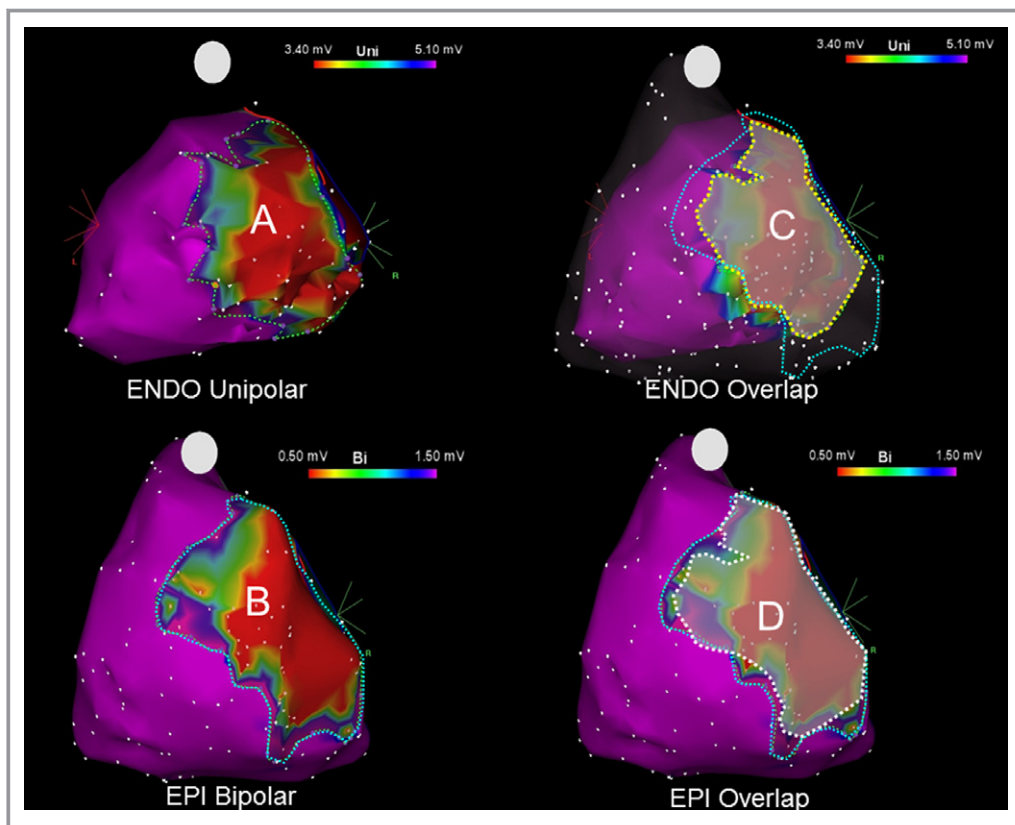 3.40 mV Uni 5.10 mV
A
ENDO Unipolar
L
R
3.40 mV Uni 5.10 mV
C
ENDO Overlap
R
0.50 mV Bi 1.50 mV
B
EPI Bipolar
R
0.50 mV Bi 1.50 mV
D
EPI Overlap
R